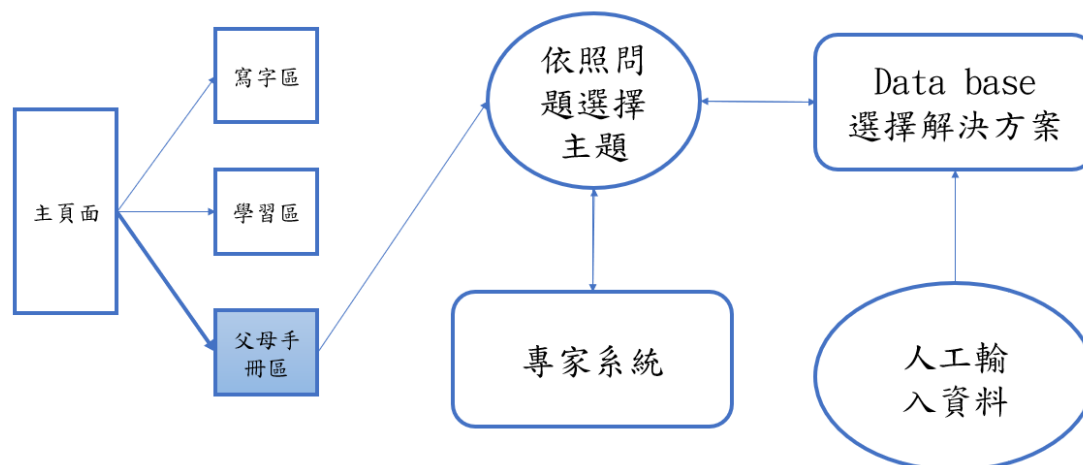 主頁面
寫字區
學習區
父母手
冊區
依照問
題選擇
主題
專家系統
Data base
選擇解決方案
人工輸
入資料